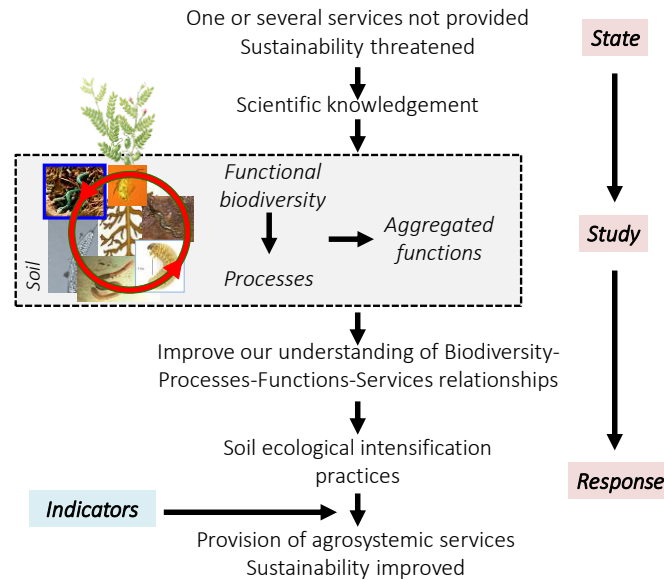 One or several services not provided
Sustainability threatened
State
Scientific knowledgement
Functional
biodiversity
Aggregated
functions
Processes
Soil
Study
Improve our understanding of Biodiversity-
Processes-Functions-Services relationships
Soil ecological intensification
practices
Response
Indicators
Provision of agrosystemic services
Sustainability improved